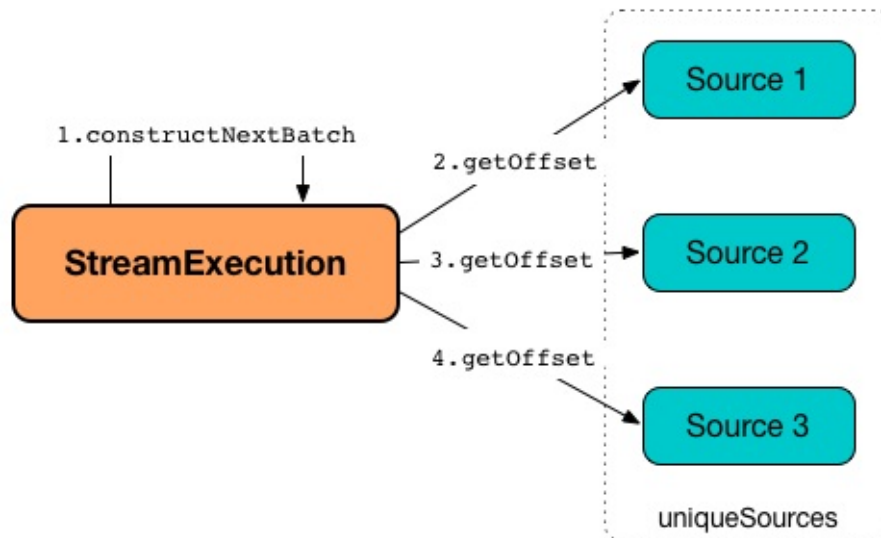 1.constructNextBatch
StreamExecution
2.getOffset
3.getOffset
4.getOffset
Source 1
Source 2
Source 3
uniqueSources